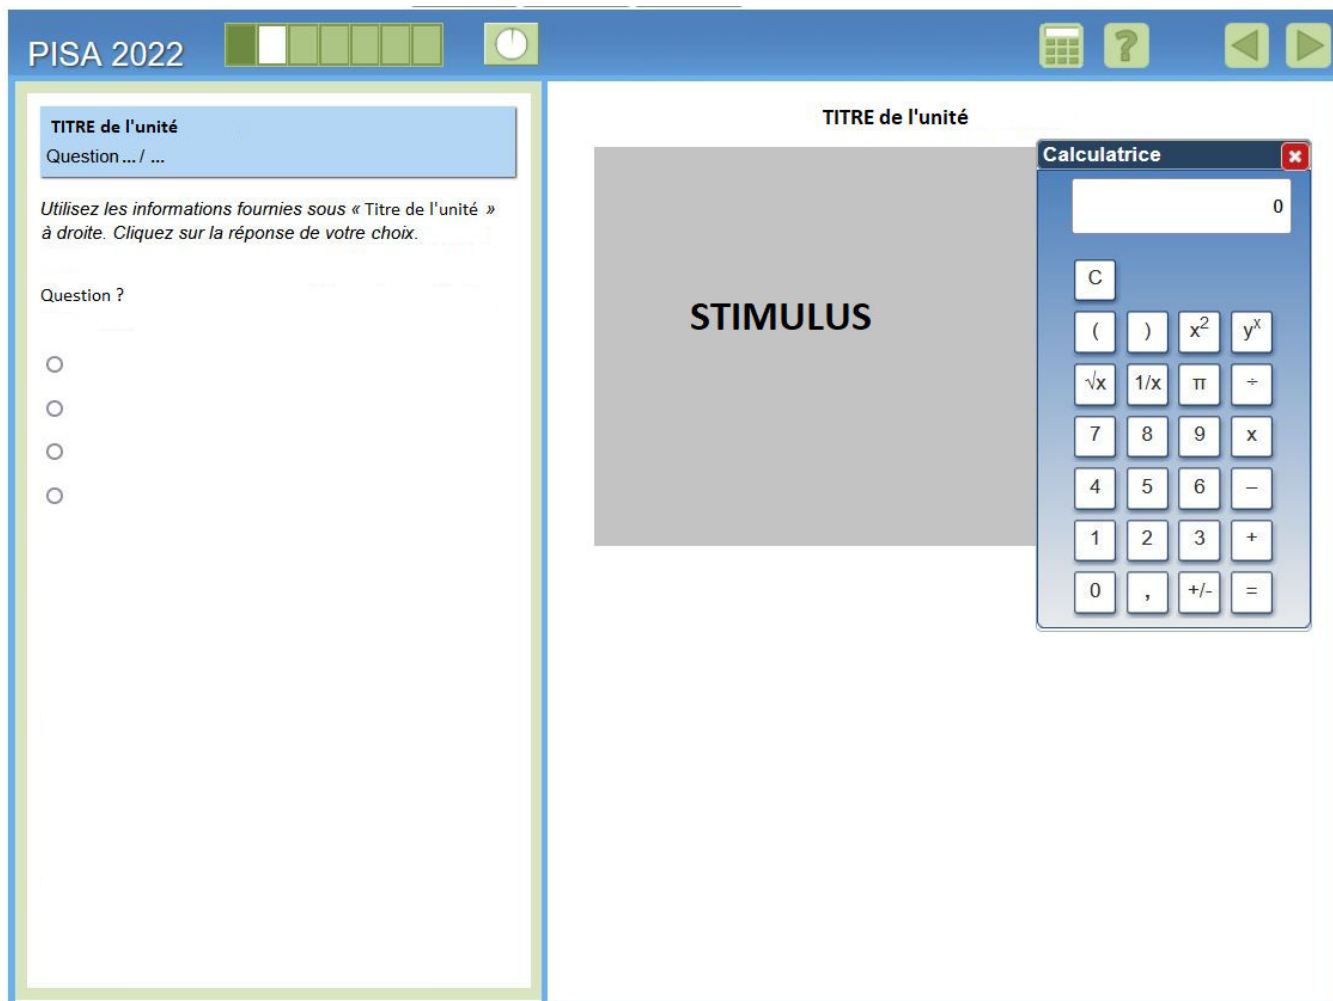 PISA 2022
?
TITRE de l'unité
Question ... / ...
Utilisez les informations fournies sous « Titre de l'unité »
à droite. Cliquez sur la réponse de votre choix.
Question ?
TITRE de l'unité
STIMULUS
Calculatrice
0
C
( ) x² yˣ
√x 1/x π ÷
7 8 9 x
4 5 6 –
1 2 3 +
0 , +/- =